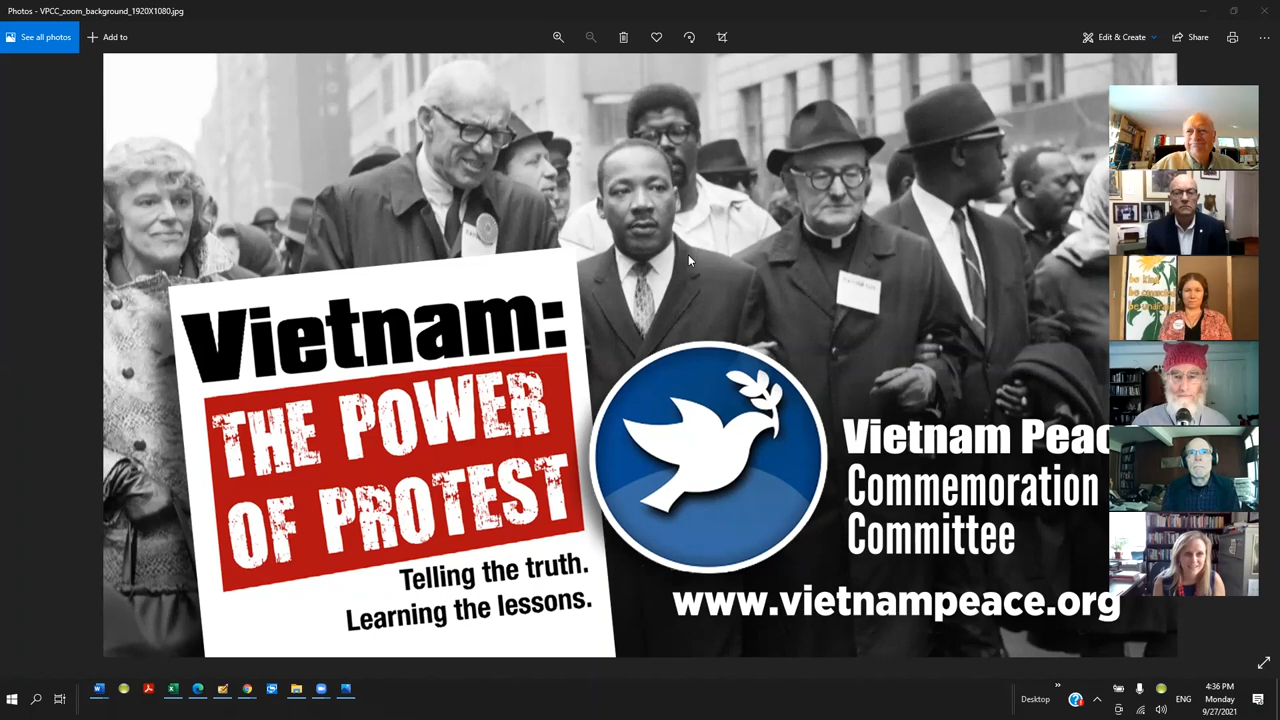 Photos - VPCC_zoom_background_1920X1080.jpg
See all photos
Add to
Edit & Create
Share
Vietnam:
THE POWER
OF PROTEST
Telling the truth.
Learning the lessons.
Vietnam Peac
Commemoration
Committee
www.vietnampeace.org
be kind
Desktop
ENG
4:36 PM
Monday
9/27/2021